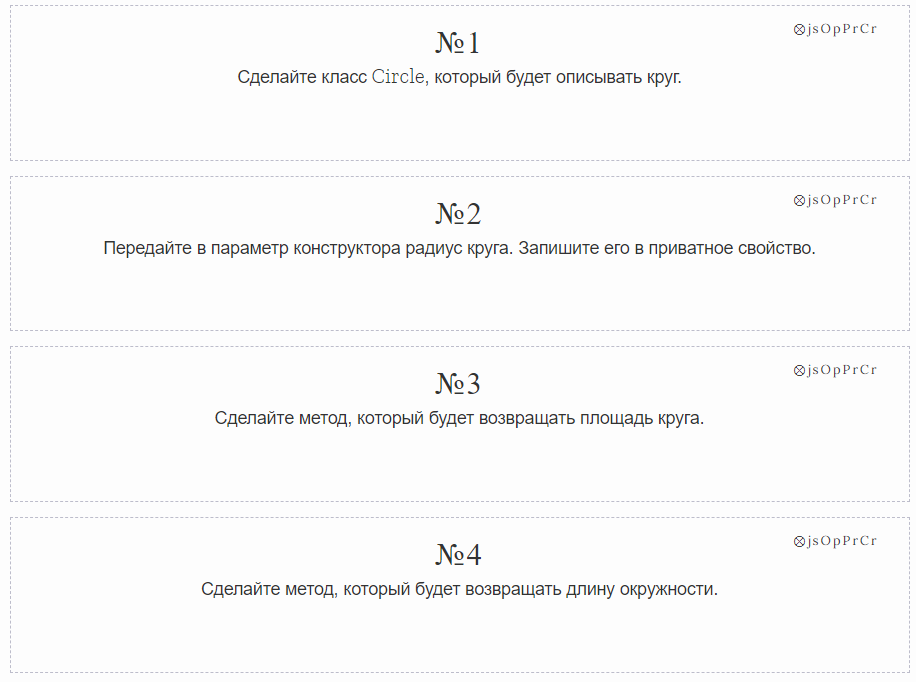 ⊗jsOpPrCr
№1
Сделайте класс Circle, который будет описывать круг.
⊗jsOpPrCr
№2
Передайте в параметр конструктора радиус круга. Запишите его в приватное свойство.
⊗jsOpPrCr
№3
Сделайте метод, который будет возвращать площадь круга.
⊗jsOpPrCr
№4
Сделайте метод, который будет возвращать длину окружности.